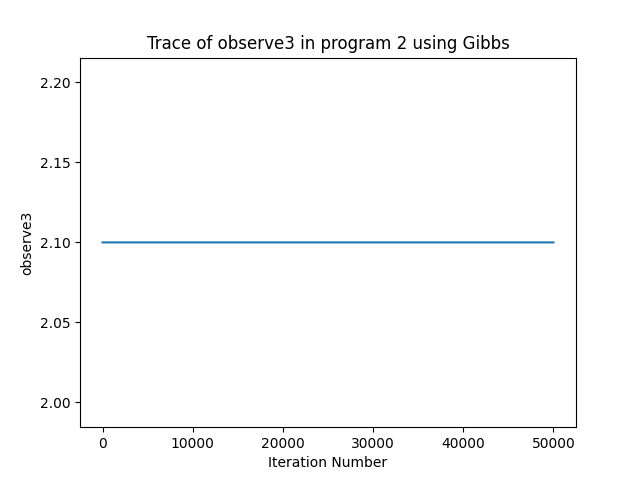 Trace of observe3 in program 2 using Gibbs
2.20
2.15
2.10
2.05
2.00
observe3
0 10000 20000 30000 40000 50000
Iteration Number